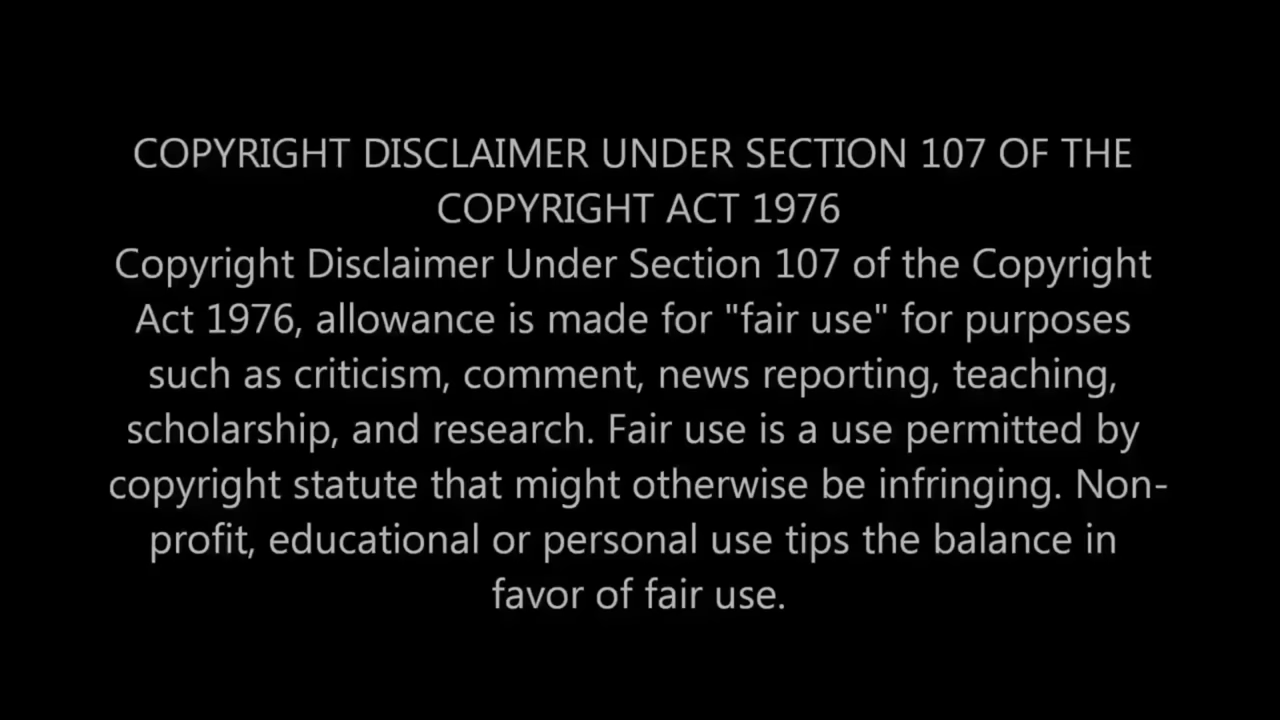 COPYRIGHT DISCLAIMER UNDER SECTION 107 OF THE
COPYRIGHT ACT 1976
Copyright Disclaimer Under Section 107 of the Copyright
Act 1976, allowance is made for "fair use" for purposes
such as criticism, comment, news reporting, teaching,
scholarship, and research. Fair use is a use permitted by
copyright statute that might otherwise be infringing. Non-
profit, educational or personal use tips the balance in
favor of fair use.